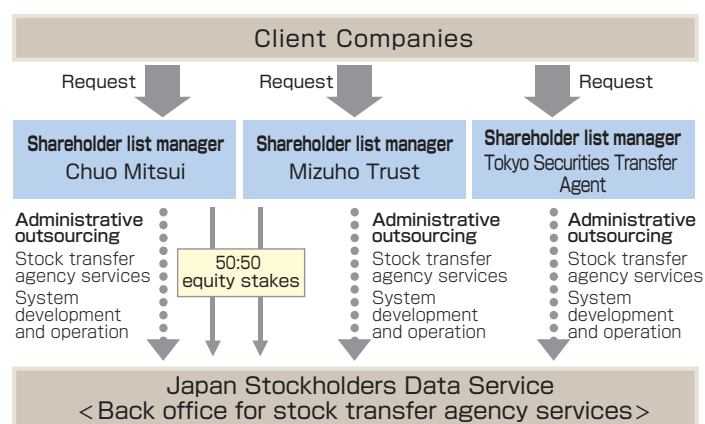 Client Companies
Request
Request
Request
Shareholder list manager
Chuo Mitsui
Shareholder list manager
Mizuho Trust
Shareholder list manager
Tokyo Securities Transfer
Agent
Administrative
outsourcing
Stock transfer
agency services
System
development
and operation
50:50
equity stakes
Administrative
outsourcing
Stock transfer
agency services
System
development
and operation
Administrative
outsourcing
Stock transfer
agency services
System
development
and operation
Japan Stockholders Data Service
<Back office for stock transfer agency services>